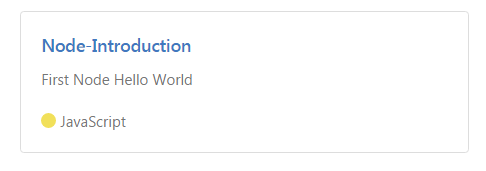 Node-Introduction
First Node Hello World
JavaScript